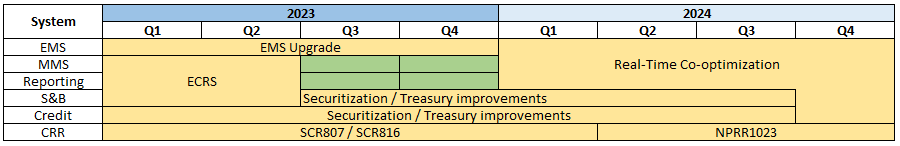 System 2023 2024
Q1 Q2 Q3 Q4 Q1 Q2 Q3 Q4
EMS EMS Upgrade
MMS Real-Time Co-optimization
Reporting ECRS
S&B Securitization / Treasury improvements
Credit Securitization / Treasury improvements
CRR SCR807 / SCR816 NPRR1023